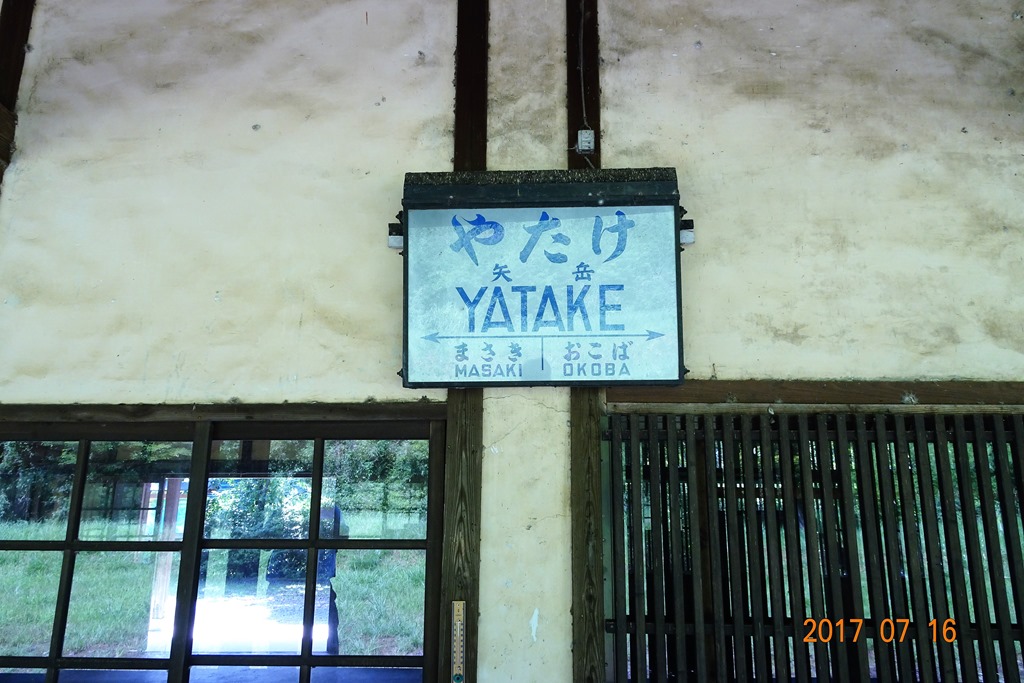 やたけ
矢 岳
YATAKE
まさき おこば
MASAKI OKOBA
2017 07 16